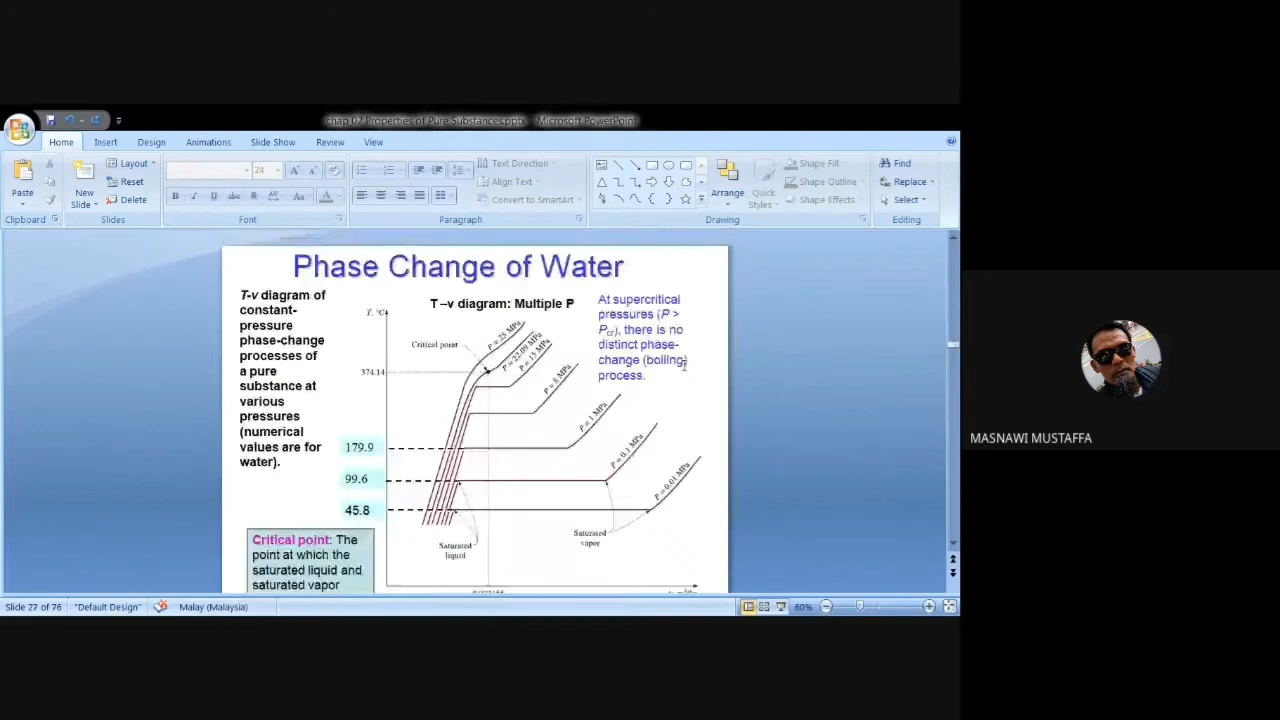 chap 02 Properties of Pure Substances.pptx - Microsoft PowerPoint
Home Insert Design Animations Slide Show Review View
Layout
Reset
Delete
Paste
New
Slide
24
Text Direction
Align Text
Convert to SmartArt
Arrange
Quick
Styles
Shape Fill
Shape Outline
Shape Effects
Find
Replace
Select
Clipboard Slides Font Paragraph Drawing Editing
Phase Change of Water
T-v diagram of
constant-
pressure
phase-change
processes of
a pure
substance at
various
pressures
(numerical
values are for
water).
T –v diagram: Multiple P
At supercritical
pressures (P >
Pcr), there is no
distinct phase-
change (boiling)
process.
T, °C
Critical point
374.14
179.9
99.6
45.8
P = 25 MPa
P = 22.09 MPa
P = 15 MPa
P = 8 MPa
P = 1 MPa
P = 0.1 MPa
P = 0.01 MPa
Saturated
liquid
Saturated
vapor
Critical point: The
point at which the
saturated liquid and
saturated vapor
Slide 27 of 76 "Default Design" Malay (Malaysia) 60%
MASNAWI MUSTAFFA